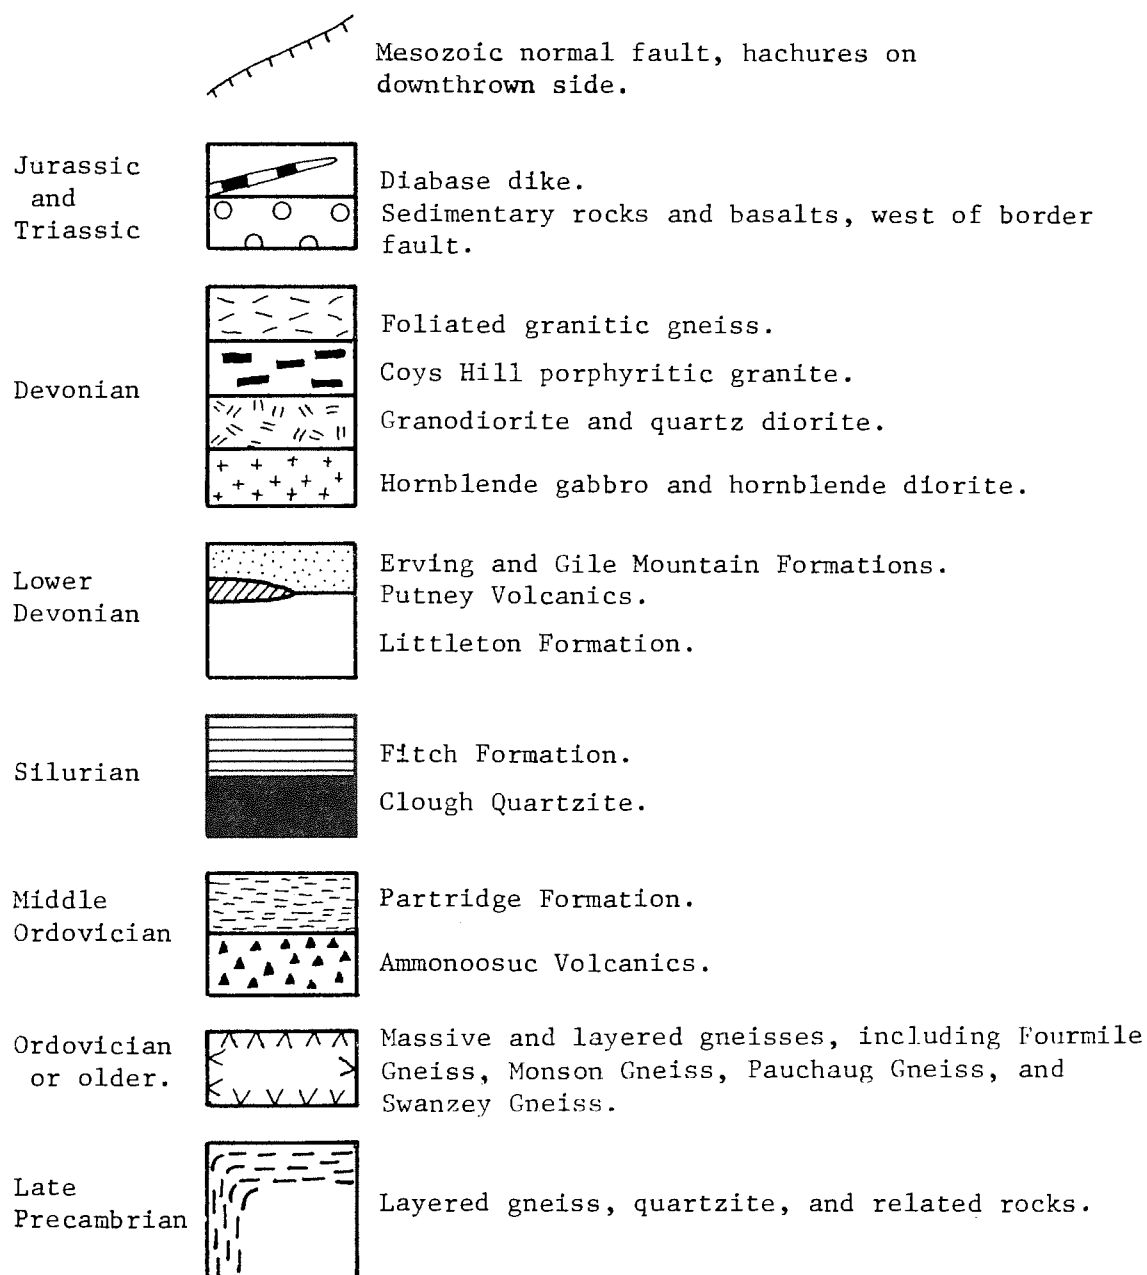 Mesozoic normal fault, hachures on
downthrown side.
Jurassic
and
Triassic
Diabase dike.
Sedimentary rocks and basalts, west of border
fault.
Devonian
Foliated granitic gneiss.
Coys Hill porphyritic granite.
Granodiorite and quartz diorite.
Hornblende gabbro and hornblende diorite.
Lower
Devonian
Erving and Gile Mountain Formations.
Putney Volcanics.
Littleton Formation.
Silurian
Fitch Formation.
Clough Quartzite.
Middle
Ordovician
Partridge Formation.
Ammonoosuc Volcanics.
Ordovician
or older.
Massive and layered gneisses, including Fourmile
Gneiss, Monson Gneiss, Pauchaug Gneiss, and
Swanzey Gneiss.
Late
Precambrian
Layered gneiss, quartzite, and related rocks.